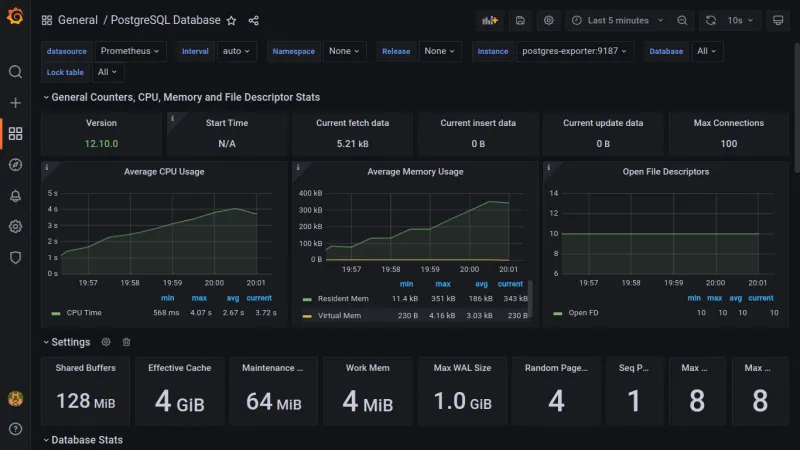 General / PostgreSQL Database
Last 5 minutes
10s
datasource Prometheus Interval auto Namespace None Release None Instance postgres-exporter:9187 Database All
Lock table All
General Counters, CPU, Memory and File Descriptor Stats
Version
12.10.0
Start Time
N/A
Current fetch data
5.21 kB
Current insert data
0 B
Current update data
0 B
Max Connections
100
Average CPU Usage
5 s
4 s
3 s
2 s
1 s
0 s
19:57 19:58 19:59 20:00 20:01
min max avg current
CPU Time 568 ms 4.07 s 2.67 s 3.72 s
Average Memory Usage
400 kB
300 kB
200 kB
100 kB
0 B
19:57 19:58 19:59 20:00 20:01
min max avg current
Resident Mem 11.4 kB 351 kB 186 kB 343 kB
Virtual Mem 230 B 4.16 kB 3.03 kB 230 B
Open File Descriptors
14
12
10
8
6
19:57 19:58 19:59 20:00 20:01
min max avg current
Open FD 10 10 10 10
Settings
Shared Buffers
128 MiB
Effective Cache
4 GiB
Maintenance ...
64 MiB
Work Mem
4 MiB
Max WAL Size
1.0 GiB
Random Page...
4
Seq P...
1
Max ...
8
Max ...
8
Database Stats